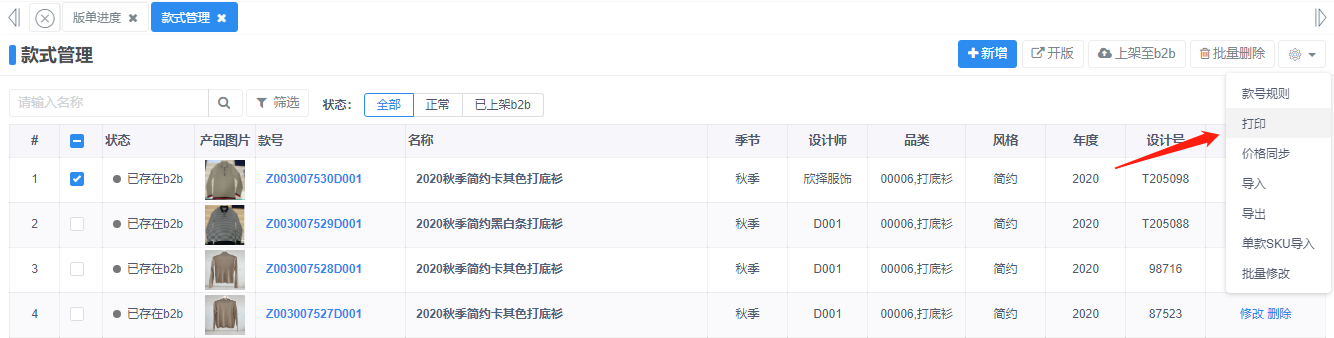 版单进度 ✖ 款式管理 ✖
款式管理
新增 开版 上架至b2b 批量删除
款号规则
打印
价格同步
导入
导出
单款SKU导入
批量修改
请输入名称 筛选 状态: 全部 正常 已上架b2b
# 状态 产品图片 款号 名称 季节 设计师 品类 风格 年度 设计号
1 已存在b2b Z003007530D001 2020秋季简约卡其色打底衫 秋季 欣择服饰 00006,打底衫 简约 2020 T205098
2 已存在b2b Z003007529D001 2020秋季简约黑白条打底衫 秋季 D001 00006,打底衫 简约 2020 T205088
3 已存在b2b Z003007528D001 2020秋季简约卡其色打底衫 秋季 D001 00006,打底衫 简约 2020 98716
4 已存在b2b Z003007527D001 2020秋季简约卡其色打底衫 秋季 D001 00006,打底衫 简约 2020 87523 修改 删除